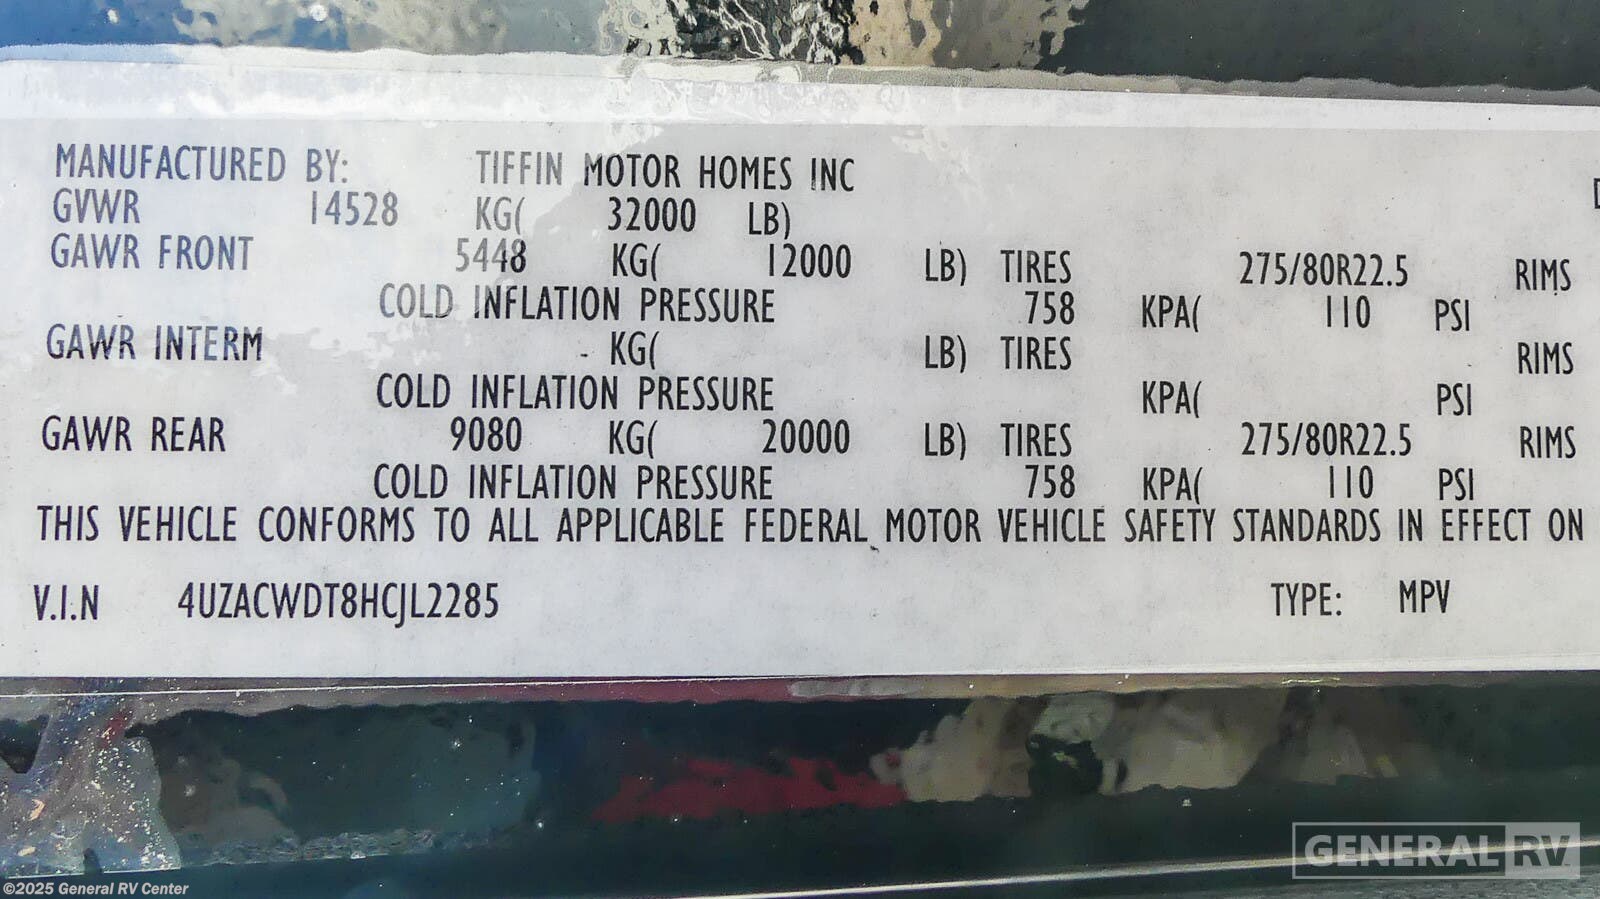 MANUFACTURED BY: TIFFIN MOTOR HOMES INC
GVWR 14528 KG( 32000 LB)
GAWR FRONT 5448 KG( 12000 LB) TIRES 275/80R22.5 RIMS
COLD INFLATION PRESSURE 758 KPA( 110 PSI
GAWR INTERM - KG( LB) TIRES RIMS
COLD INFLATION PRESSURE KPA( PSI
GAWR REAR 9080 KG( 20000 LB) TIRES 275/80R22.5 RIMS
COLD INFLATION PRESSURE 758 KPA( 110 PSI
THIS VEHICLE CONFORMS TO ALL APPLICABLE FEDERAL MOTOR VEHICLE SAFETY STANDARDS IN EFFECT ON
V.I.N 4UZACWDT8HCJL2285 TYPE: MPV
GENERAL RV
©2025 General RV Center